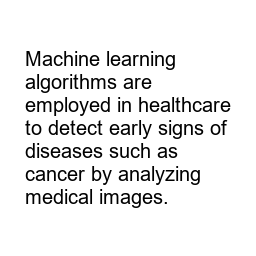 Machine learning
algorithms are
employed in healthcare
to detect early signs of
diseases such as
cancer by analyzing
medical images.